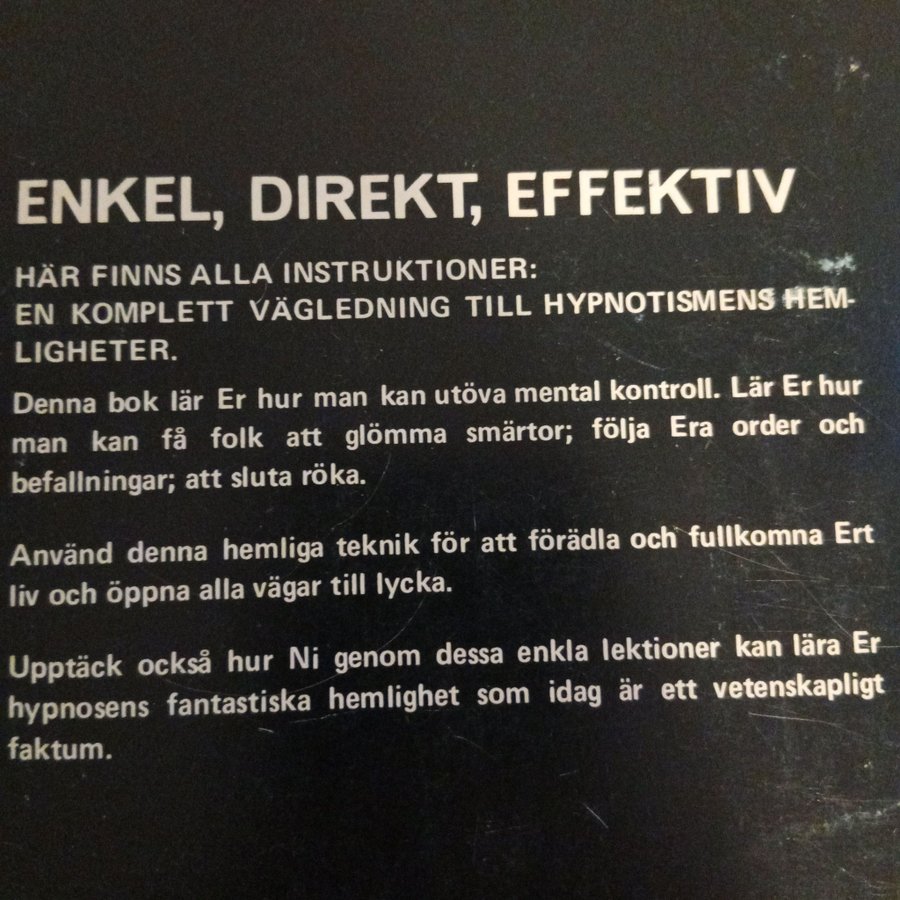 ENKEL, DIREKT, EFFEKTIV
HÄR FINNS ALLA INSTRUKTIONER:
EN KOMPLETT VÄGLEDNING TILL HYPNOTISMENS HEM-
LIGHETER.
Denna bok lär Er hur man kan utöva mental kontroll. Lär Er hur
man kan få folk att glömma smärtor; följa Era order och
befallningar; att sluta röka.
Använd denna hemliga teknik för att förädla och fullkomna Ert
liv och öppna alla vägar till lycka.
Upptäck också hur Ni genom dessa enkla lektioner kan lära Er
hypnosens fantastiska hemlighet som idag är ett vetenskapligt
faktum.